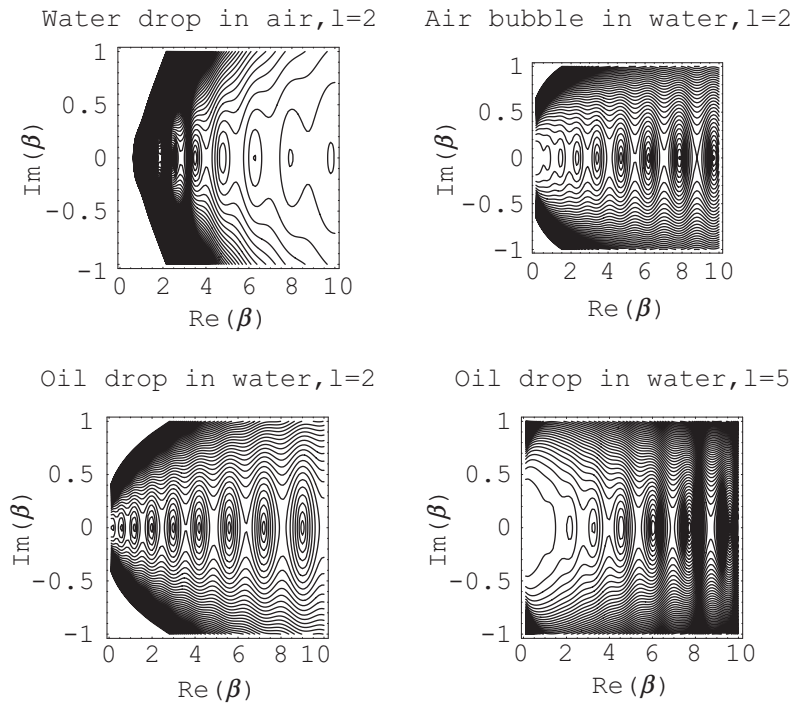 Water drop in air,l=2
1
0.5
0
-0.5
-1
Im(β)
0 2 4 6 8 10
Re(β)
Air bubble in water,l=2
1
0.5
0
-0.5
-1
Im(β)
0 2 4 6 8 10
Re(β)
Oil drop in water,l=2
1
0.5
0
-0.5
-1
Im(β)
0 2 4 6 8 10
Re(β)
Oil drop in water,l=5
1
0.5
0
-0.5
-1
Im(β)
0 2 4 6 8 10
Re(β)